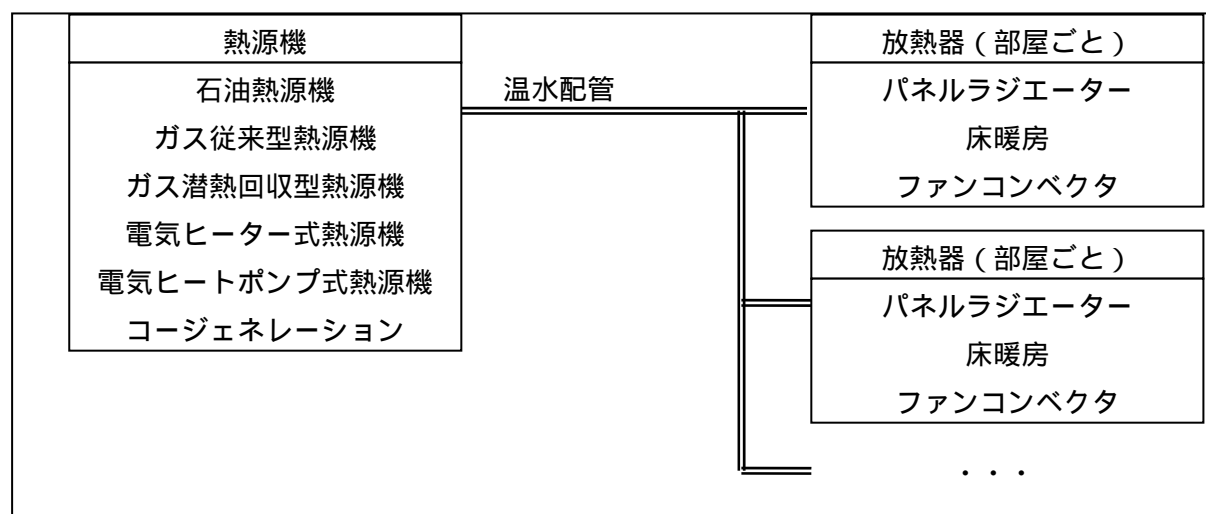 熱源機
石油熱源機
ガス従来型熱源機
ガス潜熱回収型熱源機
電気ヒーター式熱源機
電気ヒートポンプ式熱源機
コージェネレーション
温水配管
放熱器(部屋ごと)
パネルラジエーター
床暖房
ファンコンベクタ
放熱器(部屋ごと)
パネルラジエーター
床暖房
ファンコンベクタ
・・・